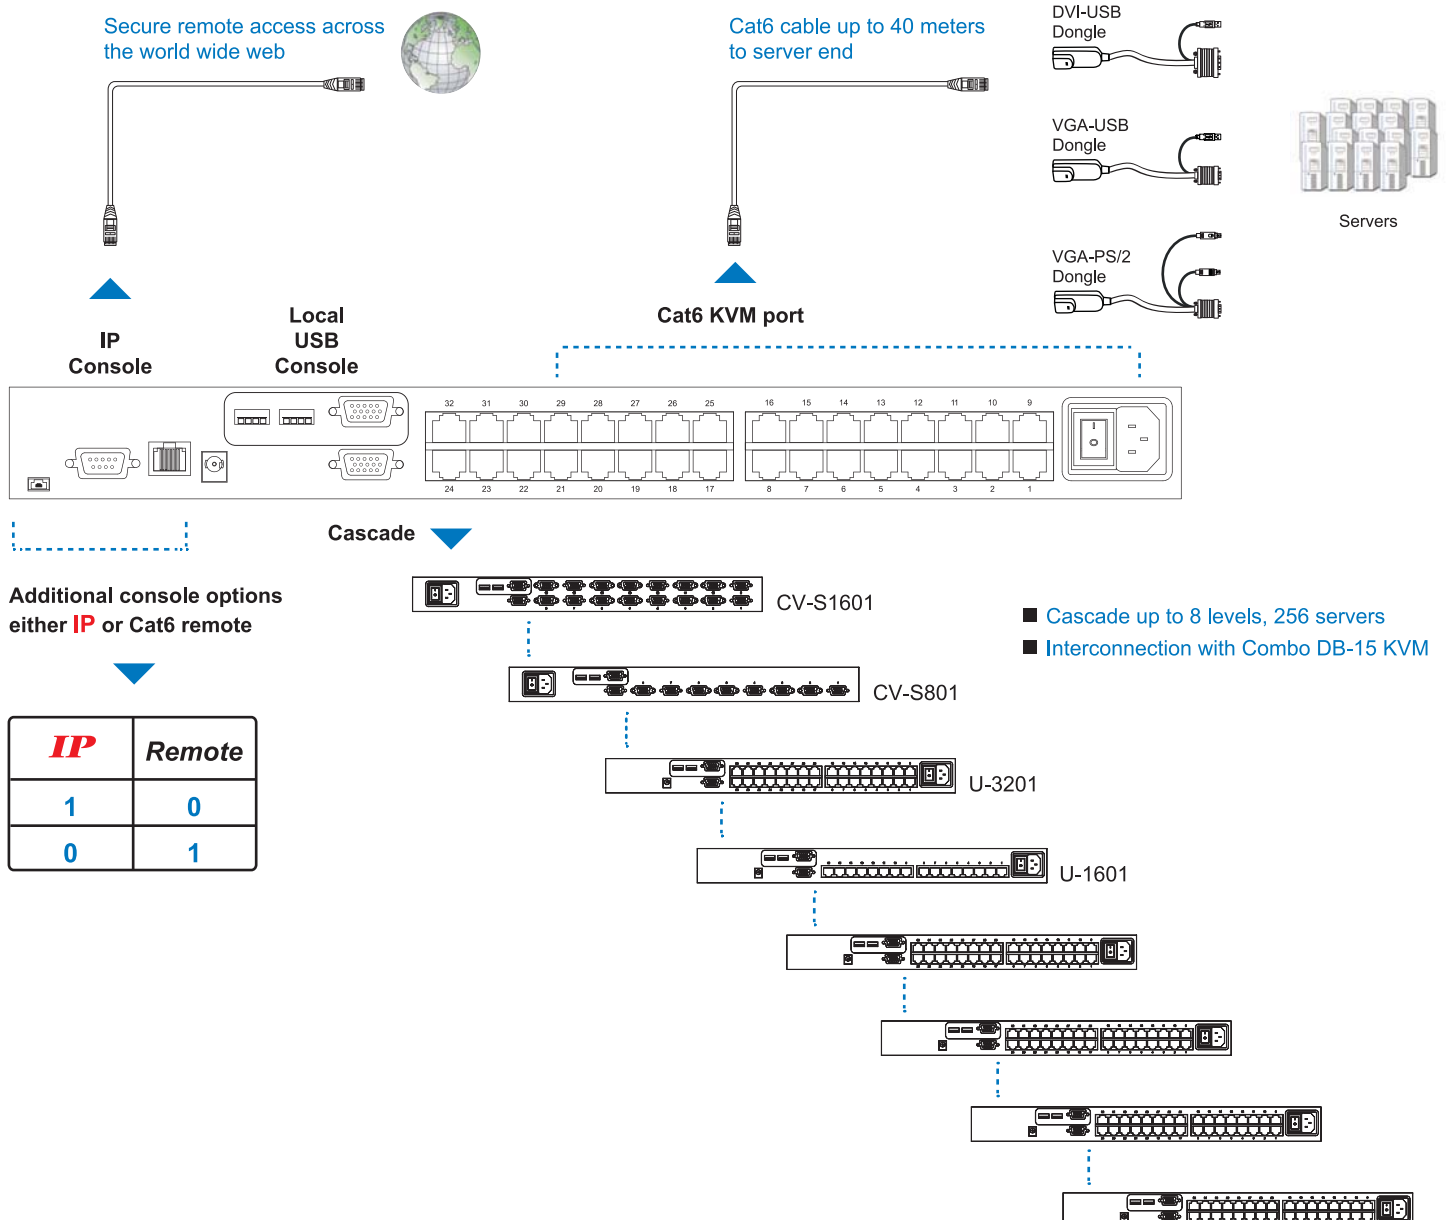 Secure remote access across
the world wide web
Cat6 cable up to 40 meters
to server end
DVI-USB
Dongle
VGA-USB
Dongle
VGA-PS/2
Dongle
Servers
IP
Console
Local
USB
Console
Cat6 KVM port
32 31 30 29 28 27 26 25 16 15 14 13 12 11 10 9
24 23 22 21 20 19 18 17 8 7 6 5 4 3 2 1
Cascade
Additional console options
either IP or Cat6 remote
IP Remote
1 0
0 1
CV-S1601
CV-S801
U-3201
U-1601
■ Cascade up to 8 levels, 256 servers
■ Interconnection with Combo DB-15 KVM